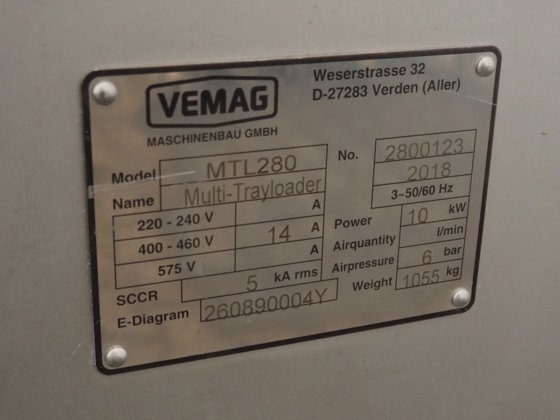 VEMAG
MASCHINENBAU GMBH
Weserstrasse 32
D-27283 Verden (Aller)
Model MTL280 No. 2800123
Name Multi-Trayloader 2018
3~50/60 Hz
220 - 240 V A
400 - 460 V 14 A
575 V A
Power 10 kW
Airquantity l/min
SCCR 5 kA rms Airpressure 6 bar
E-Diagram 260890004Y Weight 1055 kg